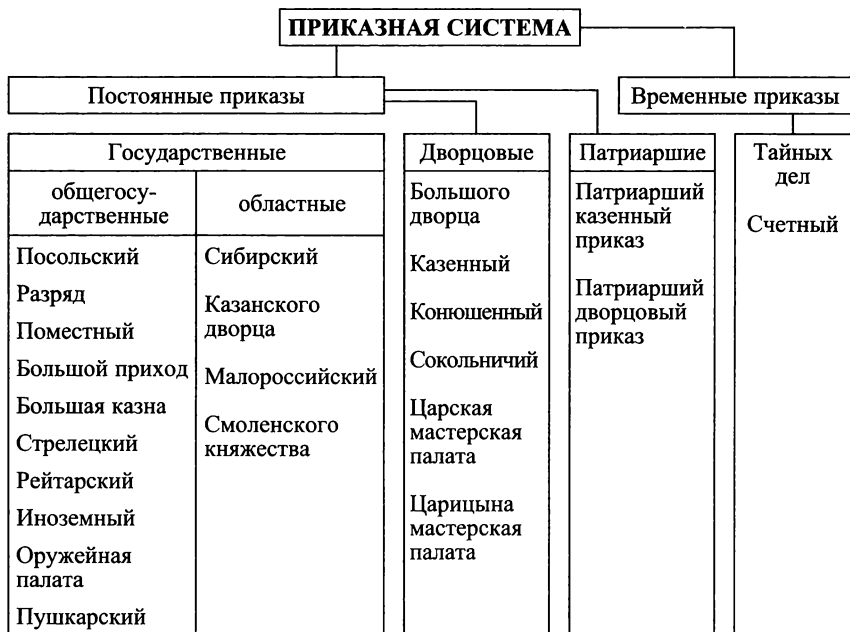 ПРИКАЗНАЯ СИСТЕМА
Постоянные приказы
Временные приказы
Государственные
общегосу-
дарственные
Посольский
Разряд
Поместный
Большой приход
Большая казна
Стрелецкий
Рейтарский
Иноземный
Оружейная
палата
Пушкарский
областные
Сибирский
Казанского
дворца
Малороссийский
Смоленского
княжества
Дворцовые
Большого
дворца
Казенный
Конюшенный
Сокольничий
Царская
мастерская
палата
Царицына
мастерская
палата
Патриаршие
Патриарший
казенный
приказ
Патриарший
дворцовый
приказ
Тайных
дел
Счетный